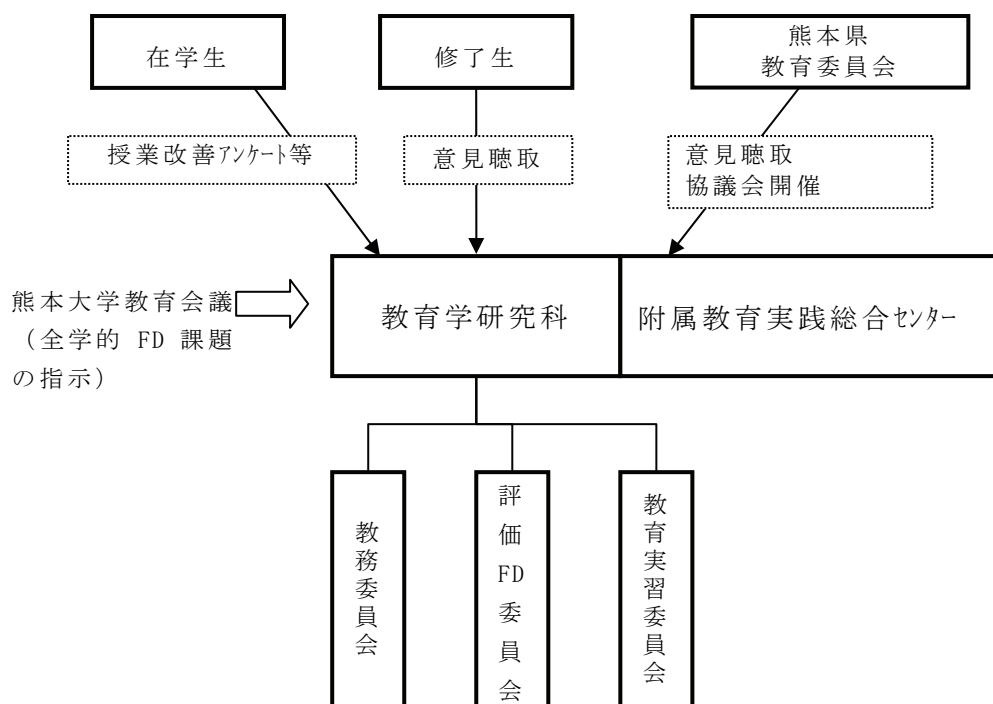 在学生
修了生
熊本県
教育委員会
授業改善ｱﾝｹｰﾄ等
意見聴取
意見聴取
協議会開催
熊本大学教育会議
（全学的 FD 課題
の指示）
教育学研究科
附属教育実践総合ｾﾝﾀｰ
教務委員会
評価FD委員会
教育実習委員会